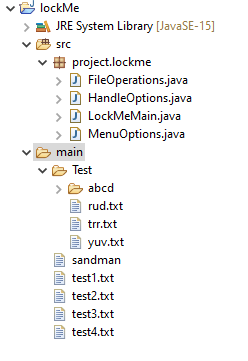 lockMe
JRE System Library [JavaSE-15]
src
project.lockme
FileOperations.java
HandleOptions.java
LockMeMain.java
MenuOptions.java
main
Test
abcd
rud.txt
trr.txt
yuv.txt
sandman
test1.txt
test2.txt
test3.txt
test4.txt